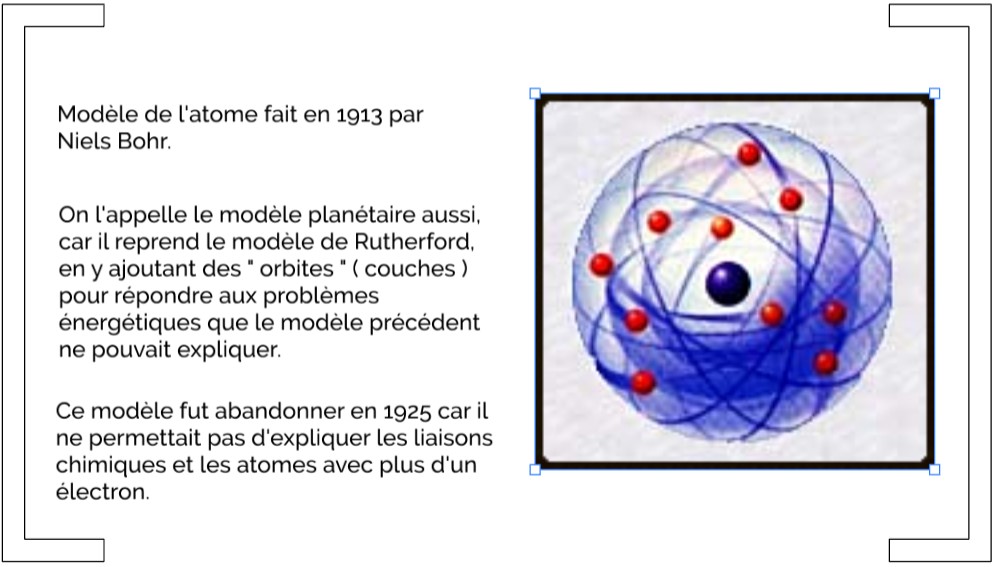 Modèle de l'atome fait en 1913 par
Niels Bohr.
On l'appelle le modèle planétaire aussi,
car il reprend le modèle de Rutherford,
en y ajoutant des " orbites " ( couches )
pour répondre aux problèmes
énergétiques que le modèle précédent
ne pouvait expliquer.
Ce modèle fut abandonner en 1925 car il
ne permettait pas d'expliquer les liaisons
chimiques et les atomes avec plus d'un
électron.